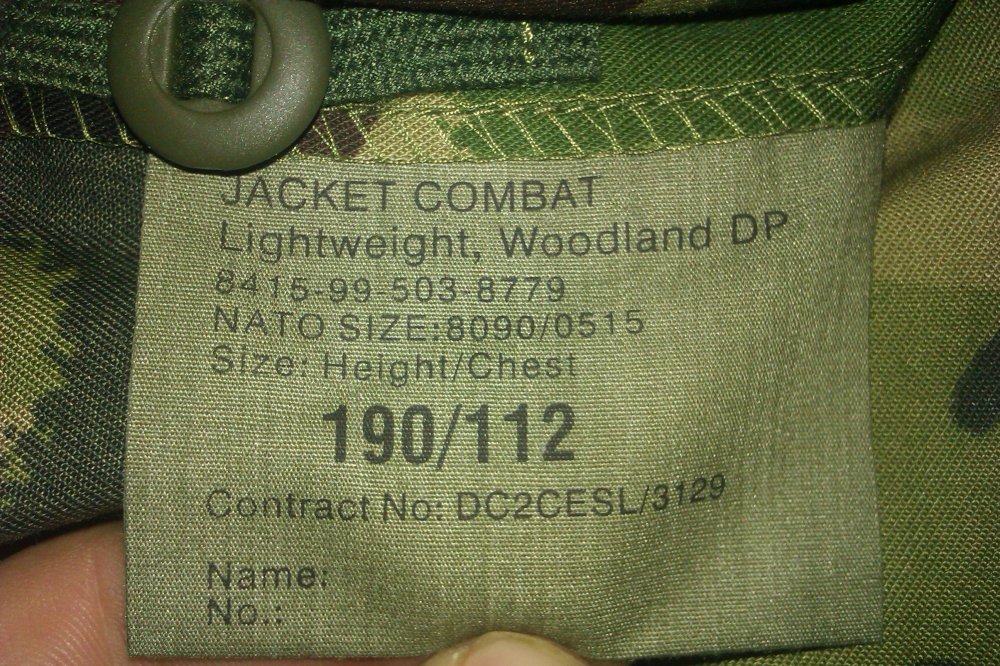 JACKET COMBAT
Lightweight, Woodland DP
8415-99-503-8779
NATO SIZE:8090/0515
Size: Height/Chest
190/112
Contract No: DC2CESL/3129
Name:
No.: